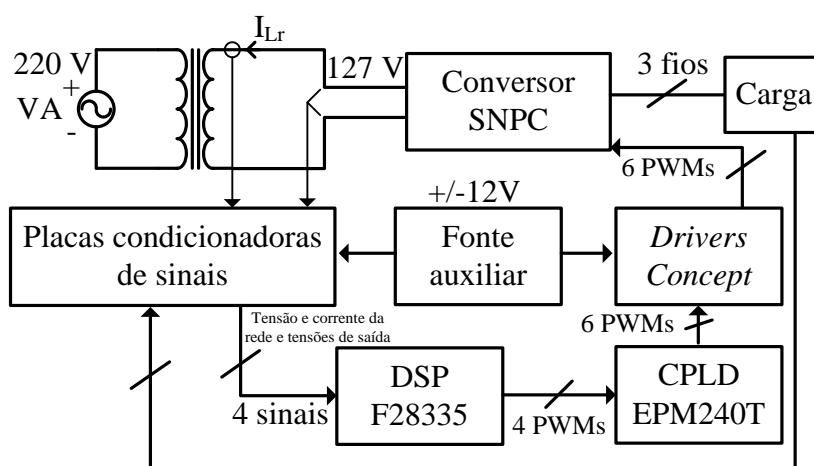 I_Lr
220 V
+
VA
-
127 V
Conversor
SNPC
3 fios
Carga
6 PWMs
+/-12V
Placas condicionadoras
de sinais
Fonte
auxiliar
Drivers
Concept
Tensão e corrente da
rede e tensões de saída
6 PWMs
4 sinais
DSP
F28335
4 PWMs
CPLD
EPM240T